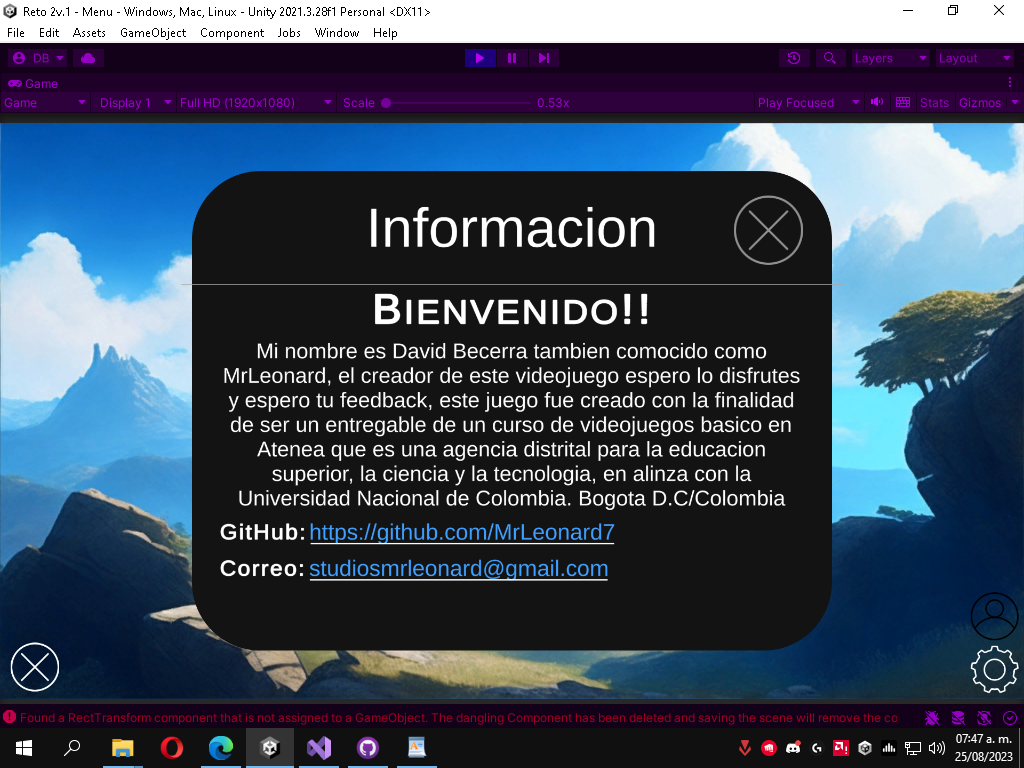 Reto 2v.1 - Menu - Windows, Mac, Linux - Unity 2021.3.28f1 Personal <DX11>
File Edit Assets GameObject Component Jobs Window Help
DB Layers Layout
Game
Game Display 1 Full HD (1920x1080) Scale 0.53x Play Focused Stats Gizmos
Informacion
BIENVENIDO!!
Mi nombre es David Becerra tambien comocido como
MrLeonard, el creador de este videojuego espero lo disfrutes
y espero tu feedback, este juego fue creado con la finalidad
de ser un entregable de un curso de videojuegos basico en
Atenea que es una agencia distrital para la educacion
superior, la ciencia y la tecnologia, en alinza con la
Universidad Nacional de Colombia. Bogota D.C/Colombia
GitHub: https://github.com/MrLeonard7
Correo: studiosmrleonard@gmail.com
Found a RectTransform component that is not assigned to a GameObject. The dangling Component has been deleted and saving the scene will remove the co
07:47 a. m.
25/08/2023